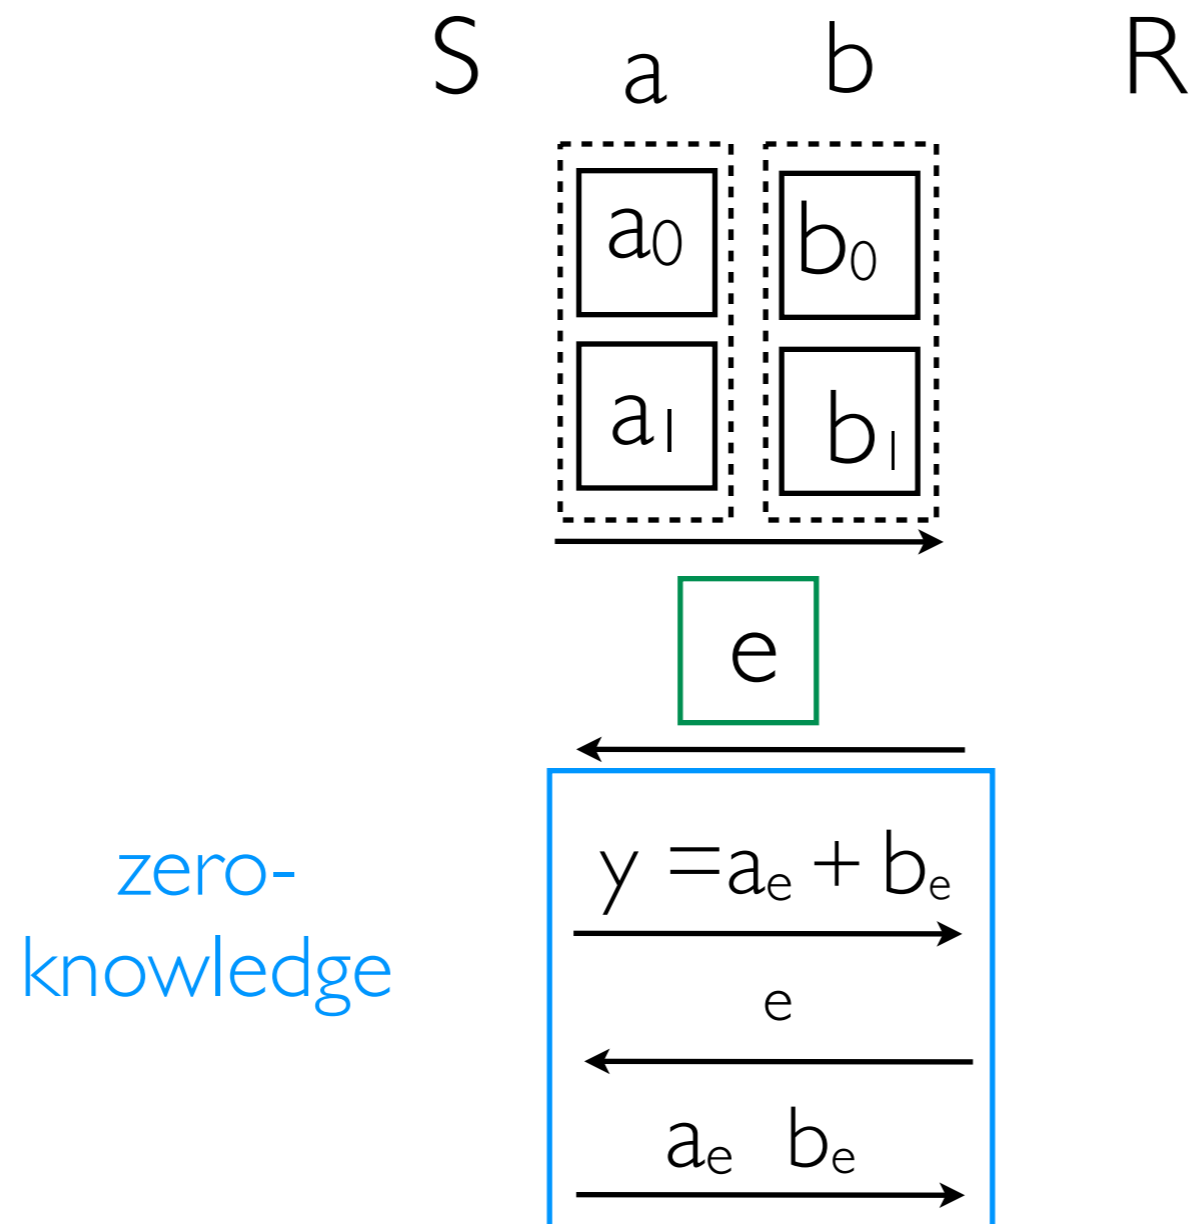 S a b R
a₀ b₀
a₁ b₁
e
y =aₑ + bₑ
zero-
knowledge
e
aₑ bₑ